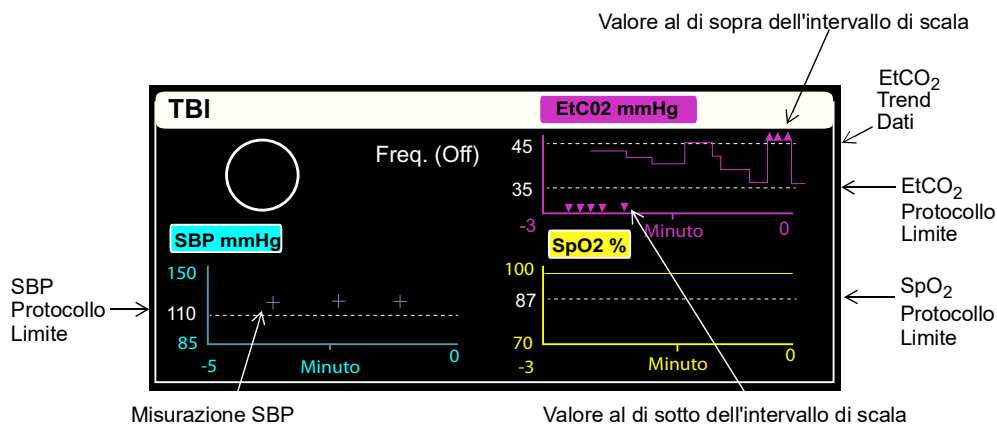 Valore al di sopra dell'intervallo di scala
TBI
EtC02 mmHg
EtCO2
Trend
Dati
Freq. (Off)
45
35
-3
Minuto
0
EtCO2
Protocollo
Limite
SBP mmHg
150
110
85
-5
Minuto
0
SBP
Protocollo
Limite
SpO2 %
100
87
70
-3
Minuto
0
SpO2
Protocollo
Limite
Misurazione SBP
Valore al di sotto dell'intervallo di scala